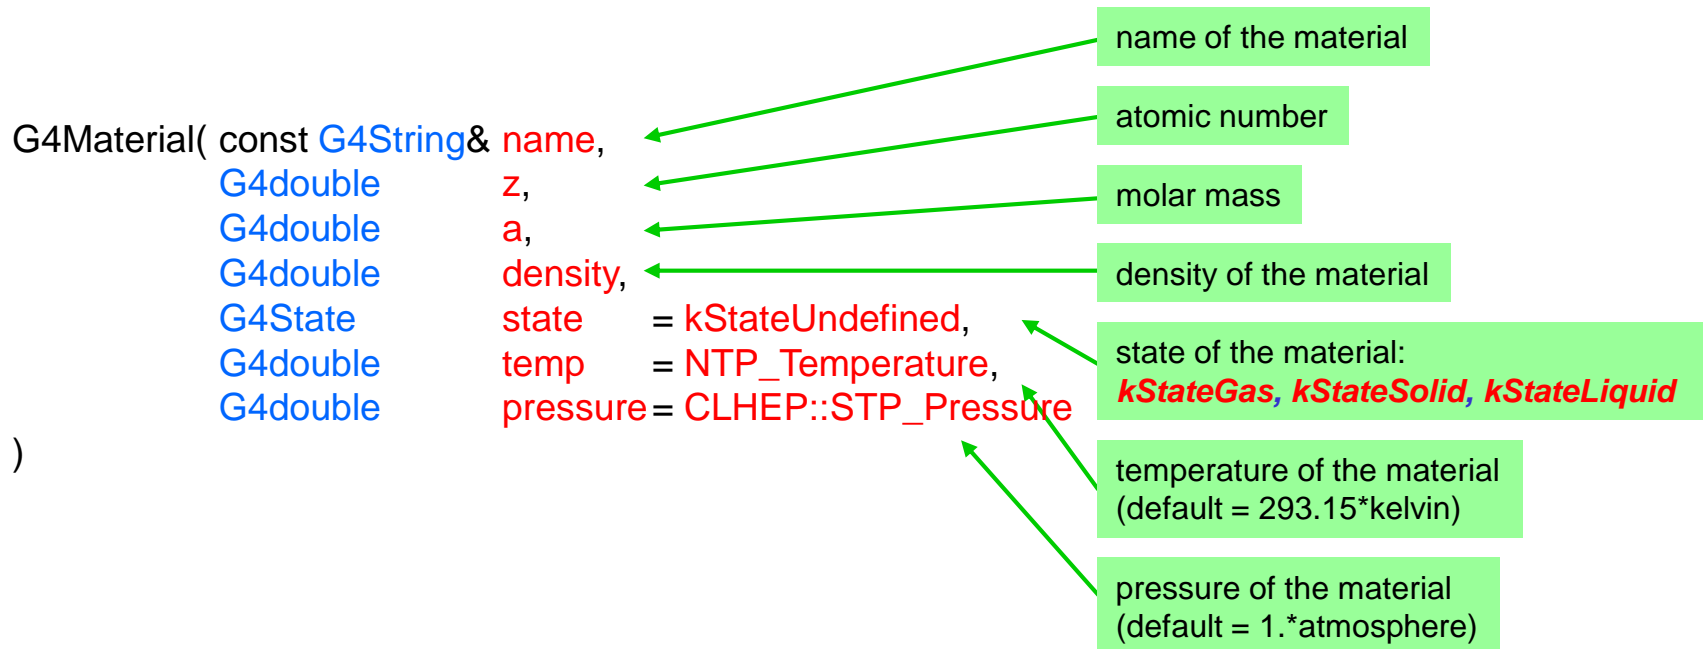 G4Material( const G4String& name,
G4double z,
G4double a,
G4double density,
G4State state = kStateUndefined,
G4double temp = NTP_Temperature,
G4double pressure = CLHEP::STP_Pressure
)
name of the material
atomic number
molar mass
density of the material
state of the material:
kStateGas, kStateSolid, kStateLiquid
temperature of the material
(default = 293.15*kelvin)
pressure of the material
(default = 1.*atmosphere)